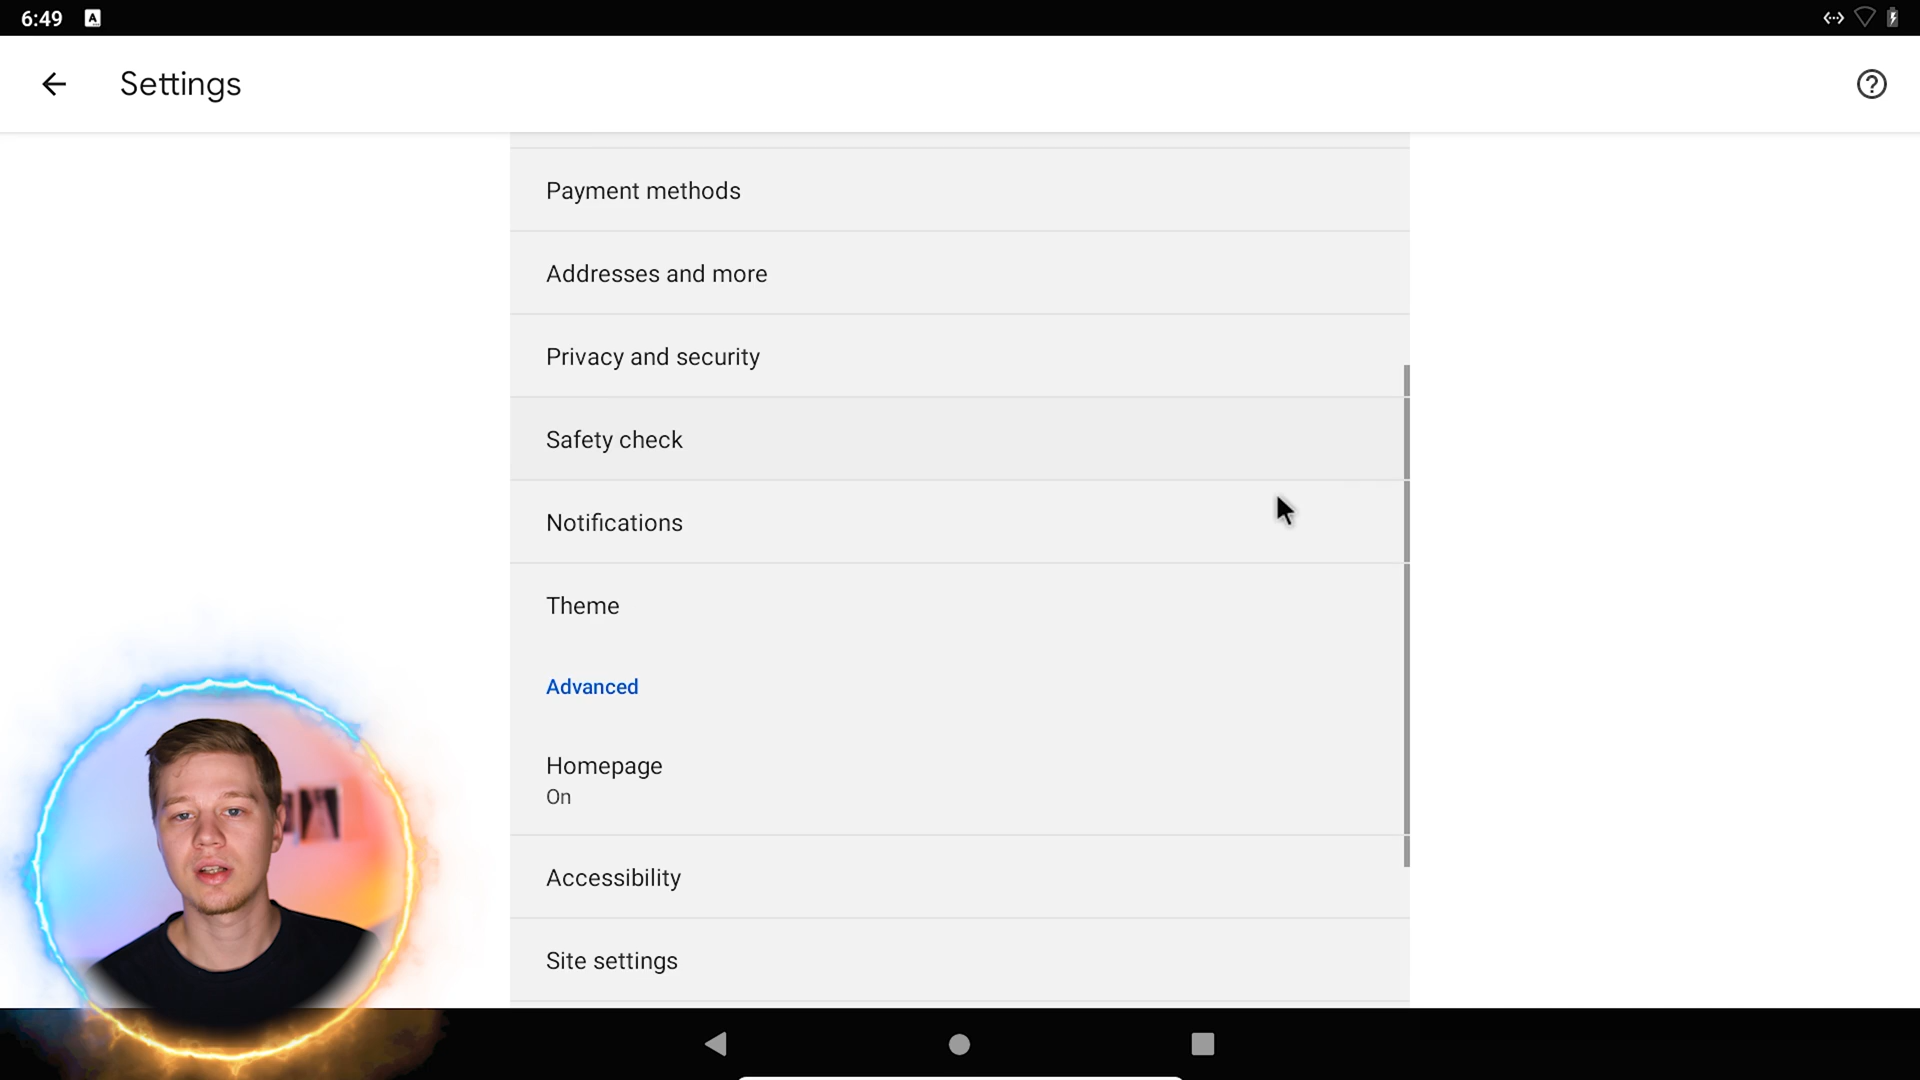 6:49
A
Settings
Payment methods
Addresses and more
Privacy and security
Safety check
Notifications
Theme
Advanced
Homepage
On
Accessibility
Site settings